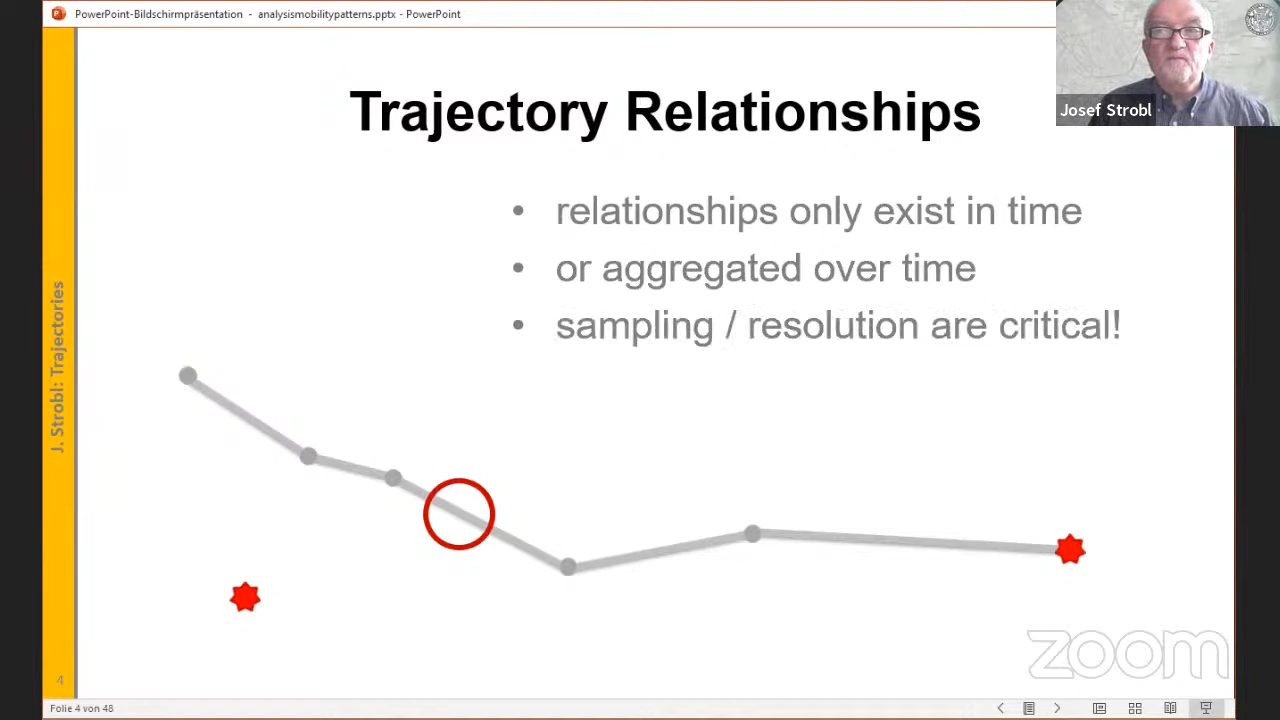 PowerPoint-Bildschirmpräsentation - analysismobilitypatterns.pptx - PowerPoint
Josef Strobl
Trajectory Relationships
• relationships only exist in time
• or aggregated over time
• sampling / resolution are critical!
J. Strobl: Trajectories
zoom
4
Folie 4 von 48